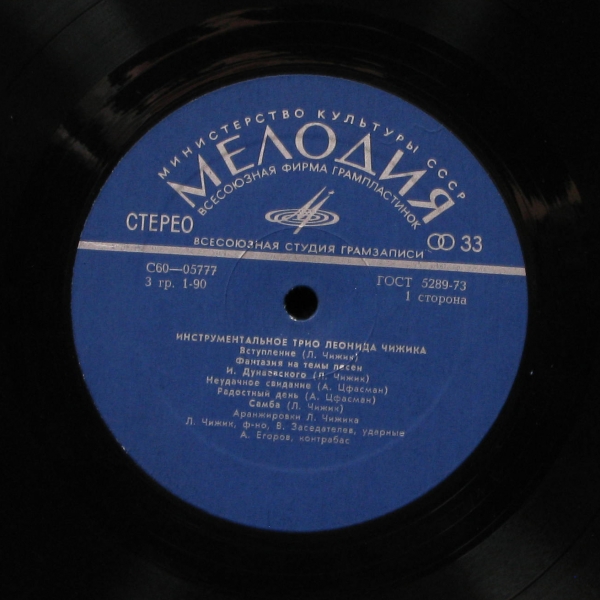 МИНИСТЕРСТВО КУЛЬТУРЫ СССР
МЕЛОДИЯ
ВСЕСОЮЗНАЯ ФИРМА ГРАМПЛАСТИНОК
СТЕРЕО
33
ВСЕСОЮЗНАЯ СТУДИЯ ГРАМЗАПИСИ
С60—05777
ГОСТ 5289-73
3 гр. 1-90
1 сторона
ИНСТРУМЕНТАЛЬНОЕ ТРИО ЛЕОНИДА ЧИЖИКА
Вступление (Л. Чижик)
Фантазия на темы песен
И. Дунаевского (Л. Чижик)
Неудачное свидание (А. Цфасман)
Радостный день (А. Цфасман)
Самба (Л. Чижик)
Аранжировки Л. Чижика
Л. Чижик, ф-но, В. Заседателев, ударные
А. Егоров, контрабас